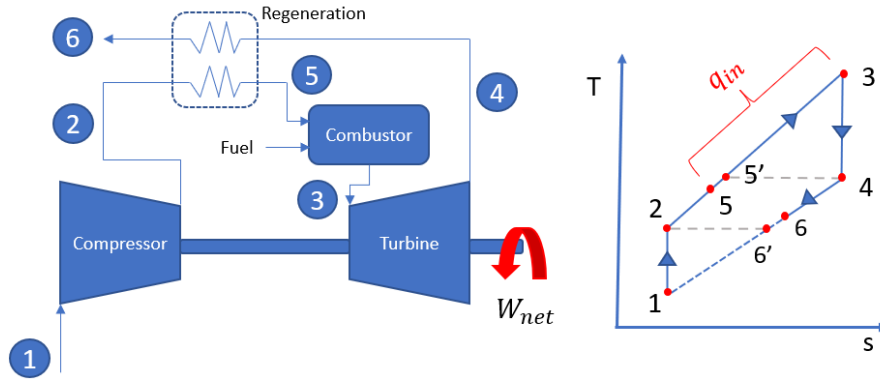 Regeneration
6
5
4
2
Fuel
Combustor
3
Compressor
Turbine
W_net
1
T
q_in
3
5’
5
4
2
6
6’
1
s